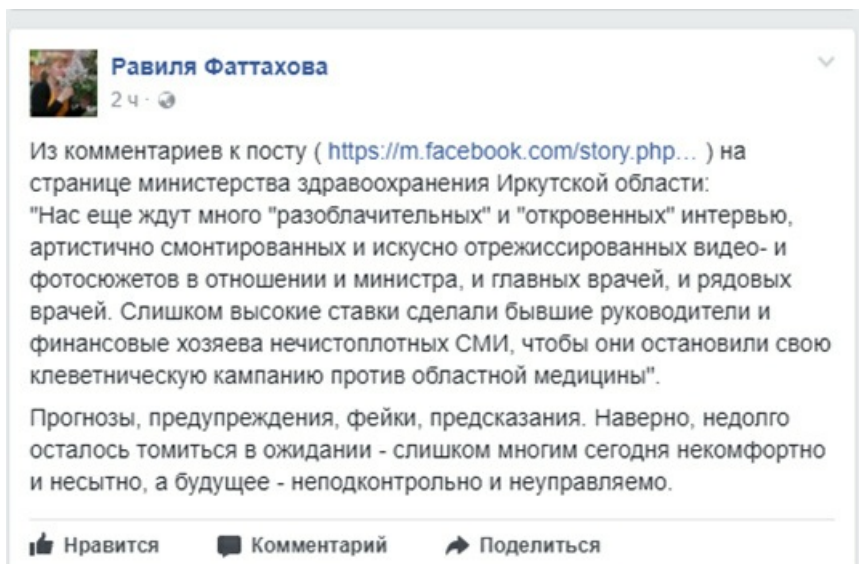 Равиля Фаттахова
2 ч ·
Из комментариев к посту ( https://m.facebook.com/story.php... ) на
странице министерства здравоохранения Иркутской области:
"Нас еще ждут много "разоблачительных" и "откровенных" интервью,
артистично смонтированных и искусно отрежиссированных видео- и
фотосюжетов в отношении и министра, и главных врачей, и рядовых
врачей. Слишком высокие ставки сделали бывшие руководители и
финансовые хозяева нечистоплотных СМИ, чтобы они остановили свою
клеветническую кампанию против областной медицины".
Прогнозы, предупреждения, фейки, предсказания. Наверно, недолго
осталось томиться в ожидании - слишком многим сегодня некомфортно
и несытно, а будущее - неподконтрольно и неуправляемо.
Нравится Комментарий Поделиться